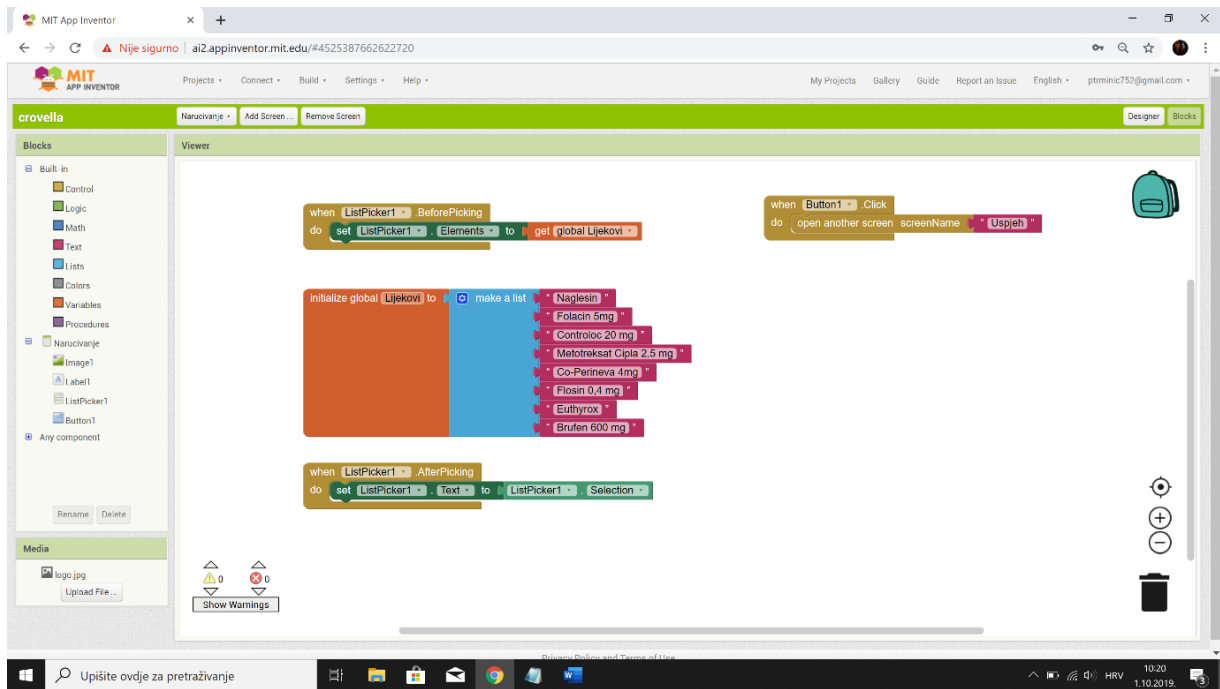 MIT App Inventor
Nije sigurno | ai2.appinventor.mit.edu/#4525387662622720
MIT APP INVENTOR
Projects Connect Build Settings Help My Projects Gallery Guide Report an Issue English ptrminic752@gmail.com
crovella Narucivanje Add Screen ... Remove Screen Designer Blocks
Blocks
Viewer
Built-in
Control
Logic
Math
Text
Lists
Colors
Variables
Procedures
Narucivanje
Image1
Label1
ListPicker1
Button1
Any component
Rename Delete
Media
logo.jpg
Upload File ...
when ListPicker1 .BeforePicking
do set ListPicker1 . Elements to get global Lijekovi
when Button1 .Click
do open another screen screenName " Uspjeh "
initialize global Lijekovi to make a list " Naglesin "
" Folacin 5mg "
" Controloc 20 mg "
" Metotreksat Cipla 2,5 mg "
" Co-Perineva 4mg "
" Flosin 0,4 mg "
" Euthyrox "
" Brufen 600 mg "
when ListPicker1 .AfterPicking
do set ListPicker1 . Text to ListPicker1 . Selection
0 0
Show Warnings
Privacy Policy and Terms of Use
Upišite ovdje za pretraživanje
HRV
10:20
1.10.2019.
3